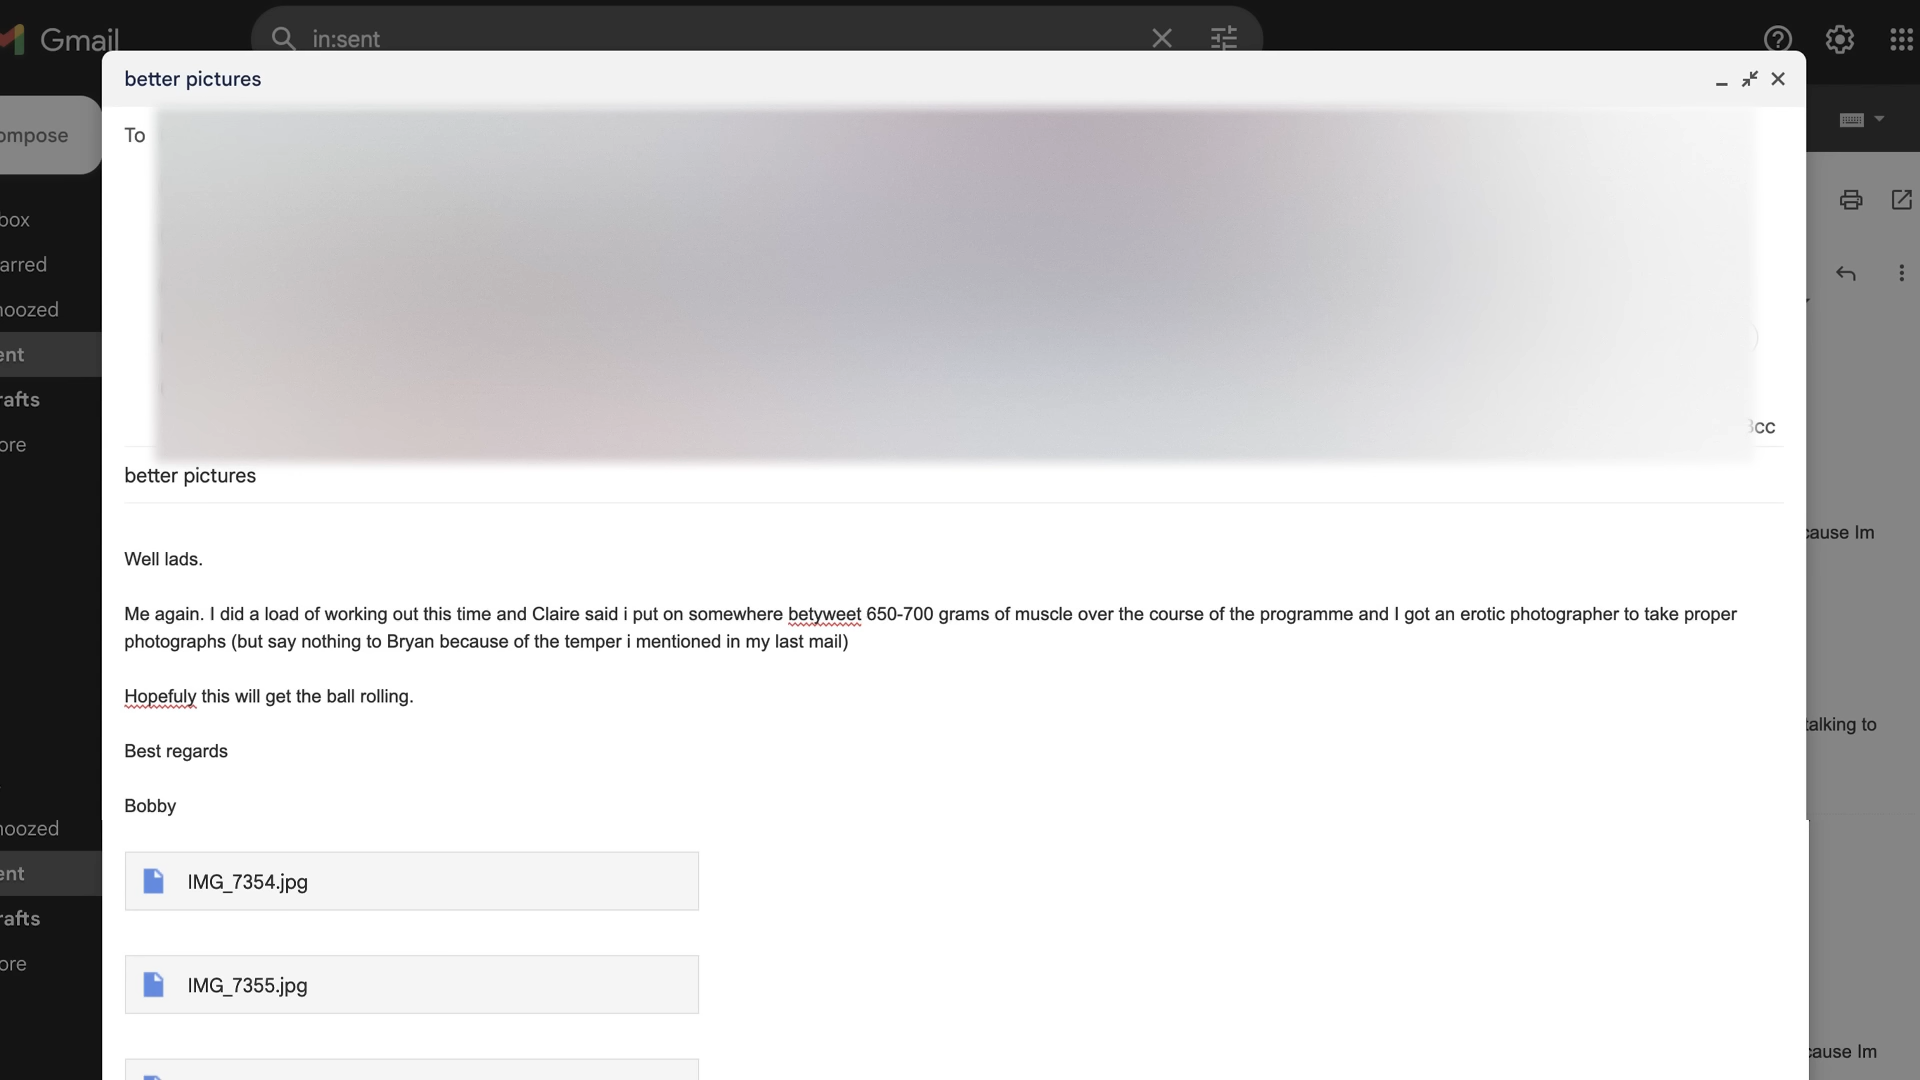 Gmail
in:sent
better pictures
ompose
To
box
arred
noozed
ent
rafts
ore
Bcc
better pictures
Well lads.
cause Im
Me again. I did a load of working out this time and Claire said i put on somewhere betyweet 650-700 grams of muscle over the course of the programme and I got an erotic photographer to take proper
photographs (but say nothing to Bryan because of the temper i mentioned in my last mail)
Hopefuly this will get the ball rolling.
talking to
Best regards
Bobby
noozed
ent
IMG_7354.jpg
rafts
ore
IMG_7355.jpg
cause Im